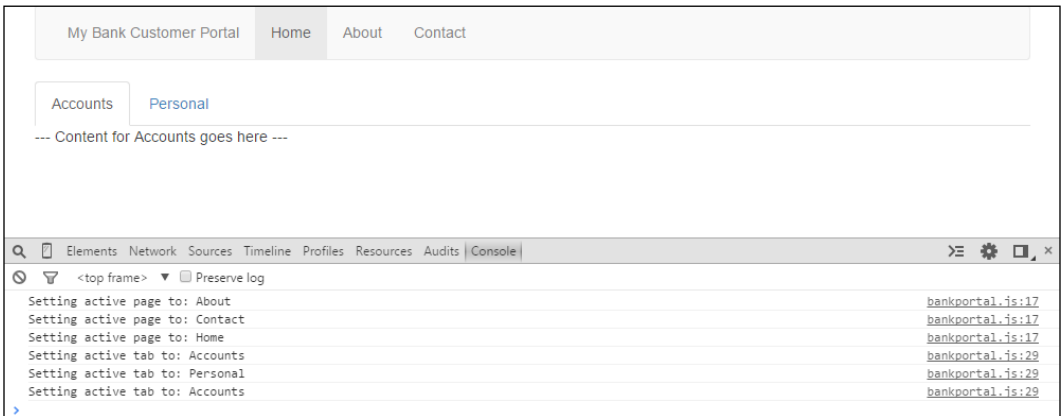 My Bank Customer Portal Home About Contact
Accounts Personal
--- Content for Accounts goes here ---
Elements Network Sources Timeline Profiles Resources Audits Console
<top frame> ▼ Preserve log
Setting active page to: About bankportal.js:17
Setting active page to: Contact bankportal.js:17
Setting active page to: Home bankportal.js:17
Setting active tab to: Accounts bankportal.js:29
Setting active tab to: Personal bankportal.js:29
Setting active tab to: Accounts bankportal.js:29
>